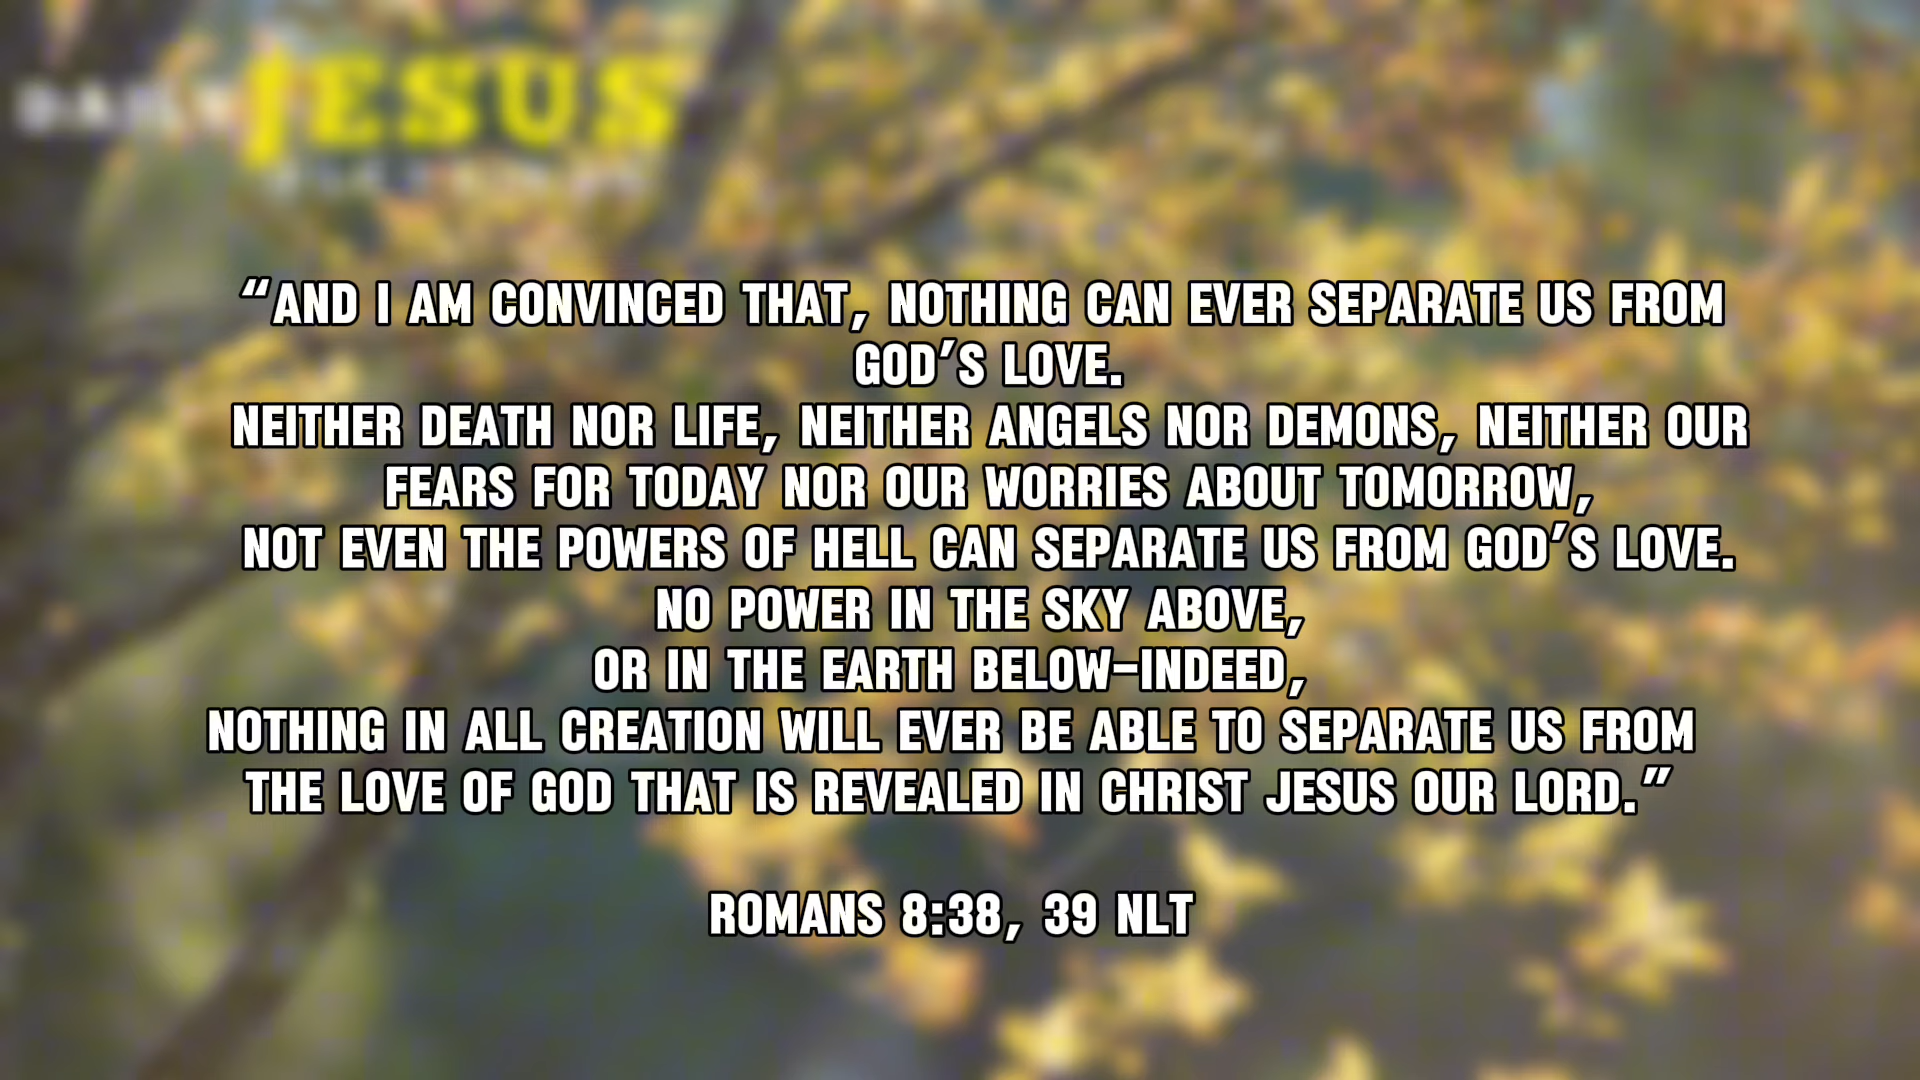 DAILY JESUS
“AND I AM CONVINCED THAT, NOTHING CAN EVER SEPARATE US FROM
GOD’S LOVE.
NEITHER DEATH NOR LIFE, NEITHER ANGELS NOR DEMONS, NEITHER OUR
FEARS FOR TODAY NOR OUR WORRIES ABOUT TOMORROW,
NOT EVEN THE POWERS OF HELL CAN SEPARATE US FROM GOD’S LOVE.
NO POWER IN THE SKY ABOVE,
OR IN THE EARTH BELOW–INDEED,
NOTHING IN ALL CREATION WILL EVER BE ABLE TO SEPARATE US FROM
THE LOVE OF GOD THAT IS REVEALED IN CHRIST JESUS OUR LORD.”
ROMANS 8:38, 39 NLT